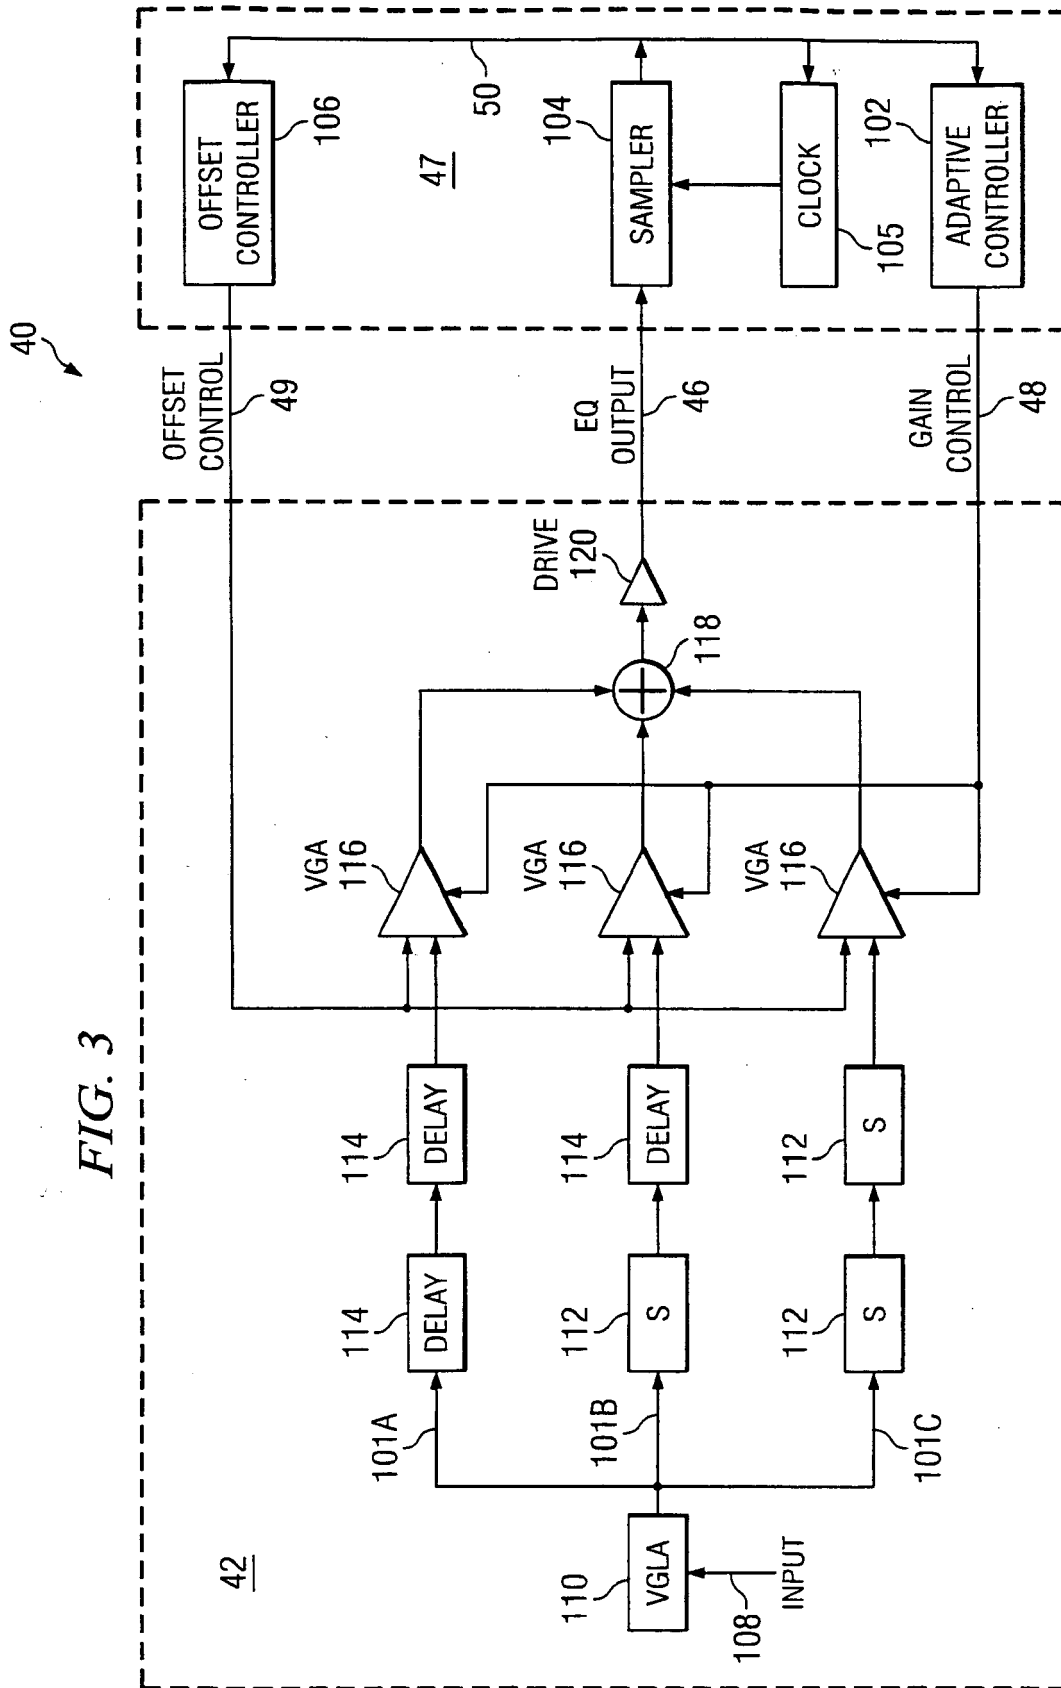 FIG. 3
40
42
INPUT
108
110
VGLA
101A
101B
101C
114
DELAY
114
DELAY
112
S
114
DELAY
112
S
112
S
VGA
116
VGA
116
VGA
116
118
DRIVE
120
OFFSET
CONTROL
49
EQ
OUTPUT
46
GAIN
CONTROL
48
OFFSET
CONTROLLER
106
50
47
SAMPLER
104
CLOCK
105
ADAPTIVE
CONTROLLER
102